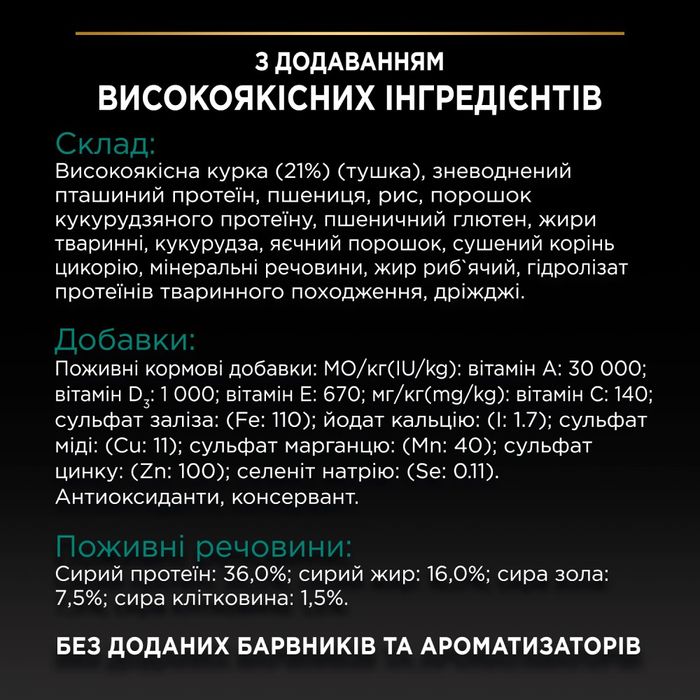 З ДОДАВАННЯМ
ВИСОКОЯКІСНИХ ІНГРЕДІЄНТІВ
Склад:
Високоякісна курка (21%) (тушка), зневоднений
пташиний протеїн, пшениця, рис, порошок
кукурудзяного протеїну, пшеничний глютен, жири
тваринні, кукурудза, яєчний порошок, сушений корінь
цикорію, мінеральні речовини, жир риб`ячий, гідролізат
протеїнів тваринного походження, дріжджі.
Добавки:
Поживні кормові добавки: МО/кг(IU/kg): вітамін А: 30 000;
вітамін D₃: 1 000; вітамін Е: 670; мг/кг(mg/kg): вітамін С: 140;
сульфат заліза: (Fe: 110); йодат кальцію: (I: 1.7); сульфат
міді: (Cu: 11); сульфат марганцю: (Mn: 40); сульфат
цинку: (Zn: 100); селеніт натрію: (Se: 0.11).
Антиоксиданти, консервант.
Поживні речовини:
Сирий протеїн: 36,0%; сирий жир: 16,0%; сира зола:
7,5%; сира клітковина: 1,5%.
БЕЗ ДОДАНИХ БАРВНИКІВ ТА АРОМАТИЗАТОРІВ